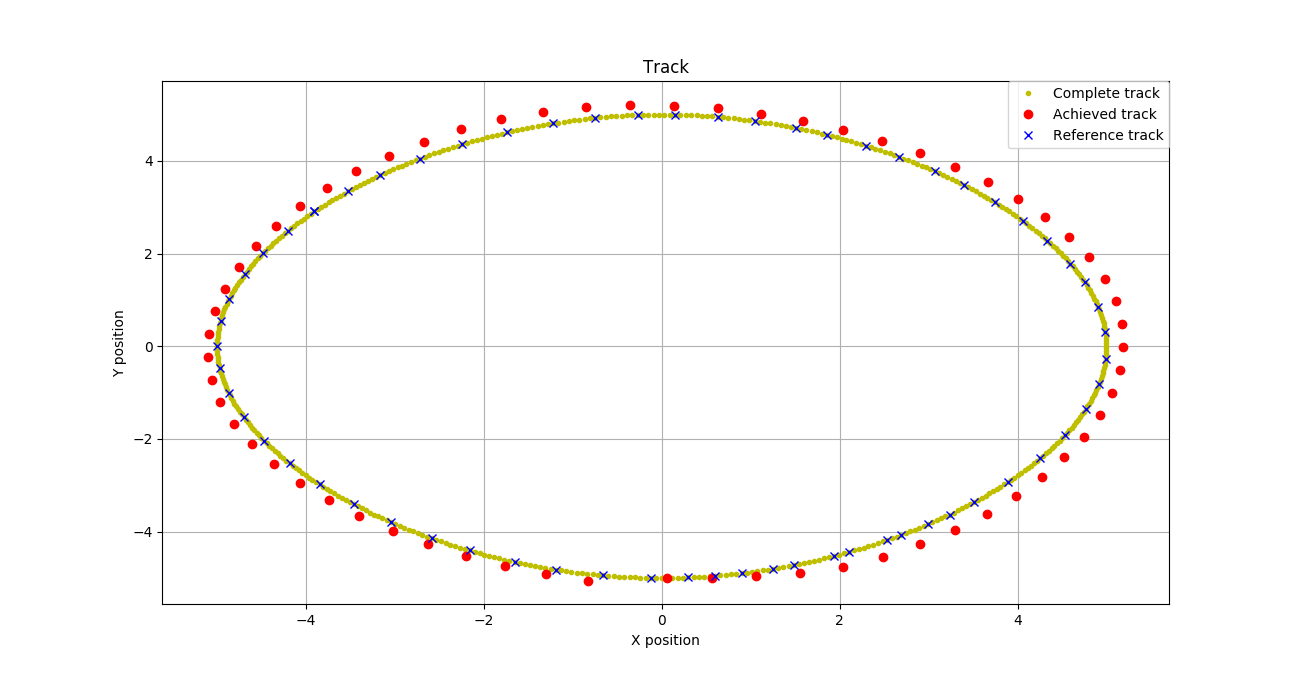 Track
Complete track
Achieved track
Reference track
4
2
0
−2
−4
Y position
−4
−2
0
2
4
X position